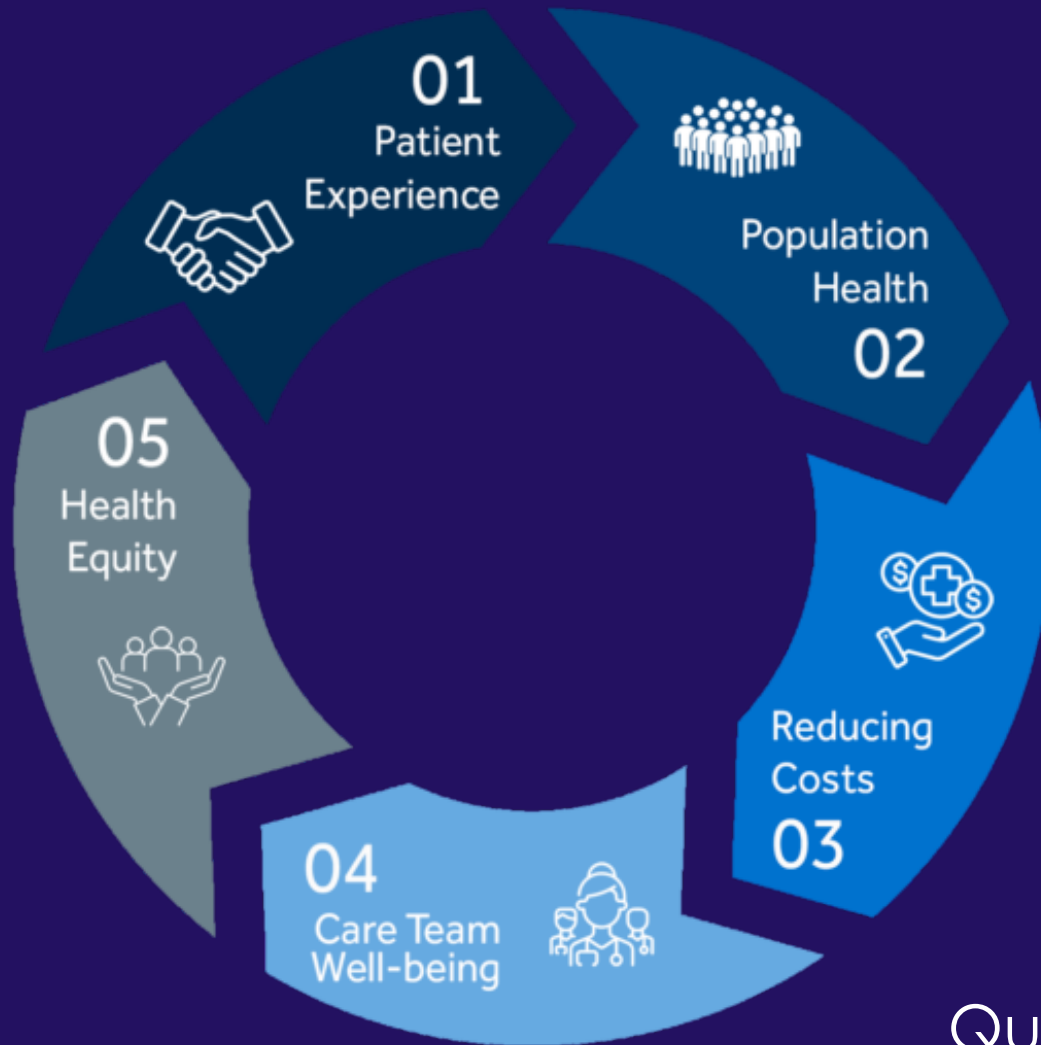 01
Patient
Experience
Population
Health
02
Reducing
Costs
03
04
Care Team
Well-being
05
Health
Equity